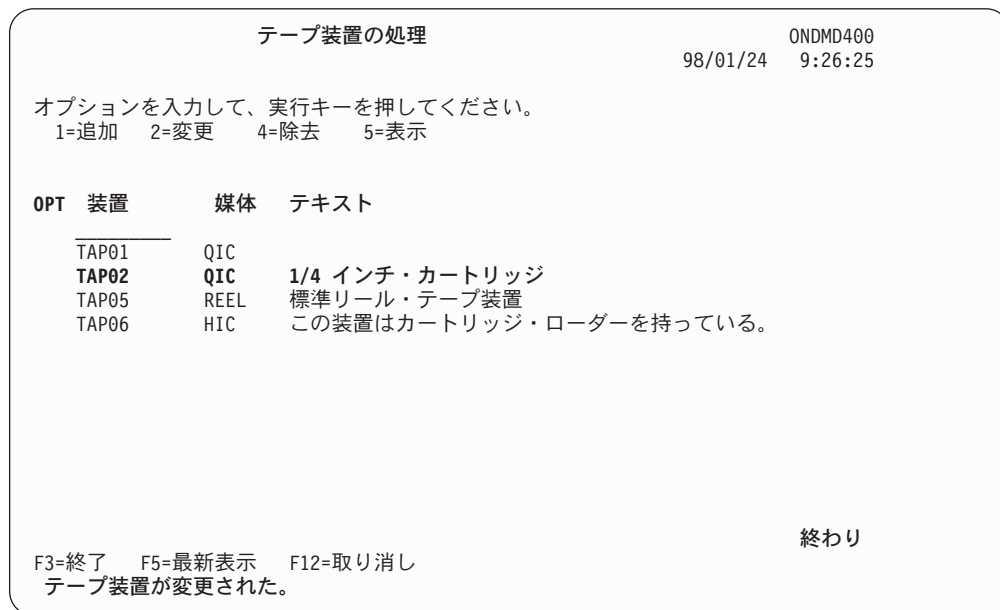 テープ装置の処理 ONDMD400
98/01/24 9:26:25
オプションを入力して、実行キーを押してください。
1=追加 2=変更 4=除去 5=表示
OPT 装置 媒体 テキスト
_________
TAP01 QIC
TAP02 QIC 1/4 インチ・カートリッジ
TAP05 REEL 標準リール・テープ装置
TAP06 HIC この装置はカートリッジ・ローダーを持っている。
終わり
F3=終了 F5=最新表示 F12=取り消し
テープ装置が変更された。